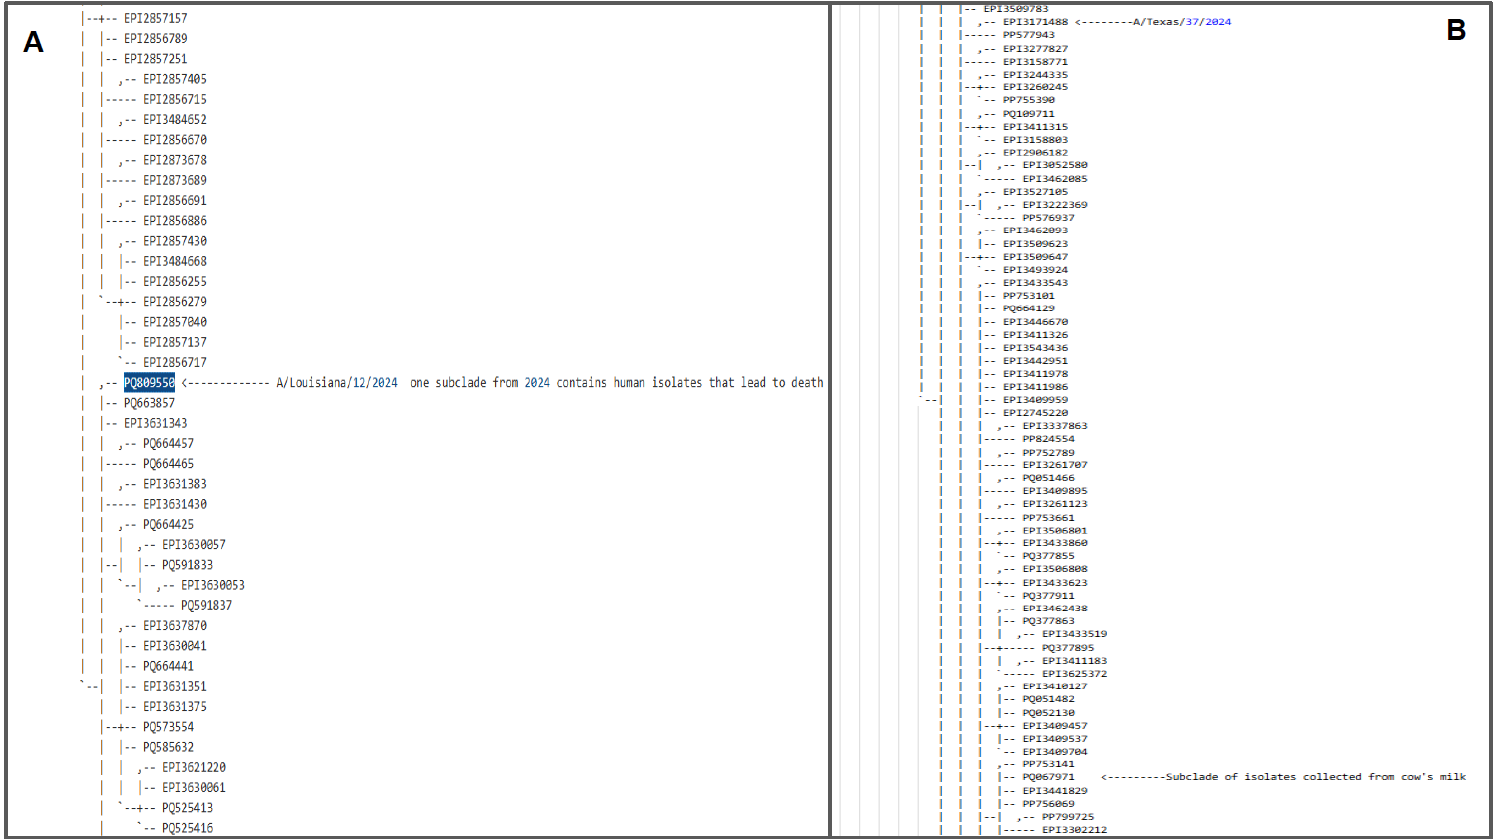 A
EPI2857157
EPI2856789
EPI2857251
EPI2857405
EPI2856715
EPI3484652
EPI2856670
EPI2873678
EPI2873689
EPI2856691
EPI2856886
EPI2857430
EPI3484668
EPI2856255
EPI2856279
EPI2857040
EPI2857137
EPI2856717
PQ809550 <------------- A/Louisiana/12/2024 one subclade from 2024 contains human isolates that lead to death
PQ663857
EPI3631343
PQ664457
PQ664465
EPI3631383
EPI3631430
PQ664425
EPI3630057
PQ591833
EPI3630053
PQ591837
EPI3637870
EPI3630041
PQ664441
EPI3631351
EPI3631375
PQ573554
PQ585632
EPI3621220
EPI3630061
PQ525413
PQ525416
B
EPI3509783
EPI3171488 <--------A/Texas/37/2024
PP577943
EPI3277827
EPI3158771
EPI3244335
EPI3260245
PP755390
PQ109711
EPI3411315
EPI3158803
EPI2906182
EPI3052580
EPI3462085
EPI3527105
EPI3222369
PP576937
EPI3462093
EPI3509623
EPI3509647
EPI3493924
EPI3433543
PP753101
PQ664129
EPI3446670
EPI3411326
EPI3543436
EPI3442951
EPI3411978
EPI3411986
EPI3409959
EPI2745220
EPI3337863
PP824554
PP752789
EPI3261707
PQ051466
EPI3409895
EPI3261123
PP753661
EPI3506801
EPI3433860
PQ377855
EPI3506808
EPI3433623
PQ377911
EPI3462438
PQ377863
EPI3433519
PQ377895
EPI3411183
EPI3625372
EPI3410127
PQ051482
PQ052130
EPI3409457
EPI3409537
EPI3409704
PP753141
PQ067971 <---------Subclade of isolates collected from cow's milk
EPI3441829
PP756069
PP799725
EPI3302212